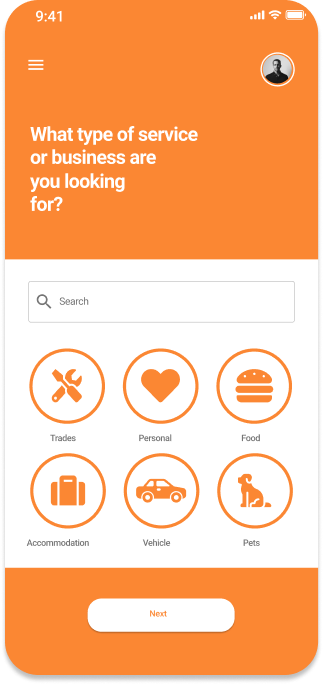 9:41
What type of service
or business are
you looking
for?
Search
Trades Personal Food
Accommodation Vehicle Pets
Next